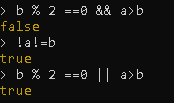 > b % 2 ==0 && a>b
false
> !a!=b
true
> b % 2 ==0 || a>b
true